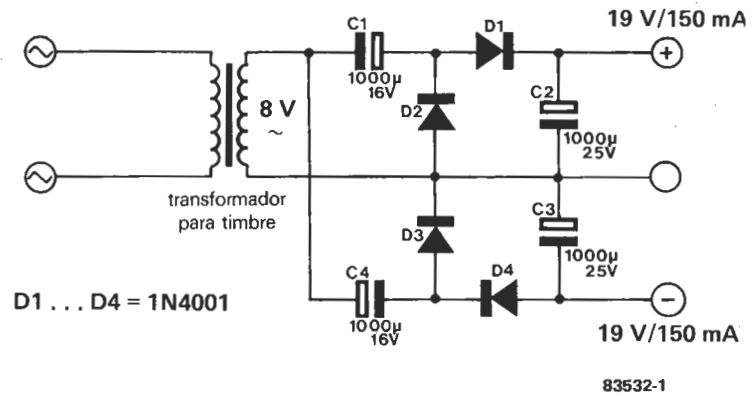 19 V/150 mA
C1
1000µ
16V
D1
+
D2
C2
1000µ
25V
8 V
~
transformador
para timbre
D3
C3
1000µ
25V
C4
1000µ
16V
D4
−
D1 . . . D4 = 1N4001
19 V/150 mA
83532-1